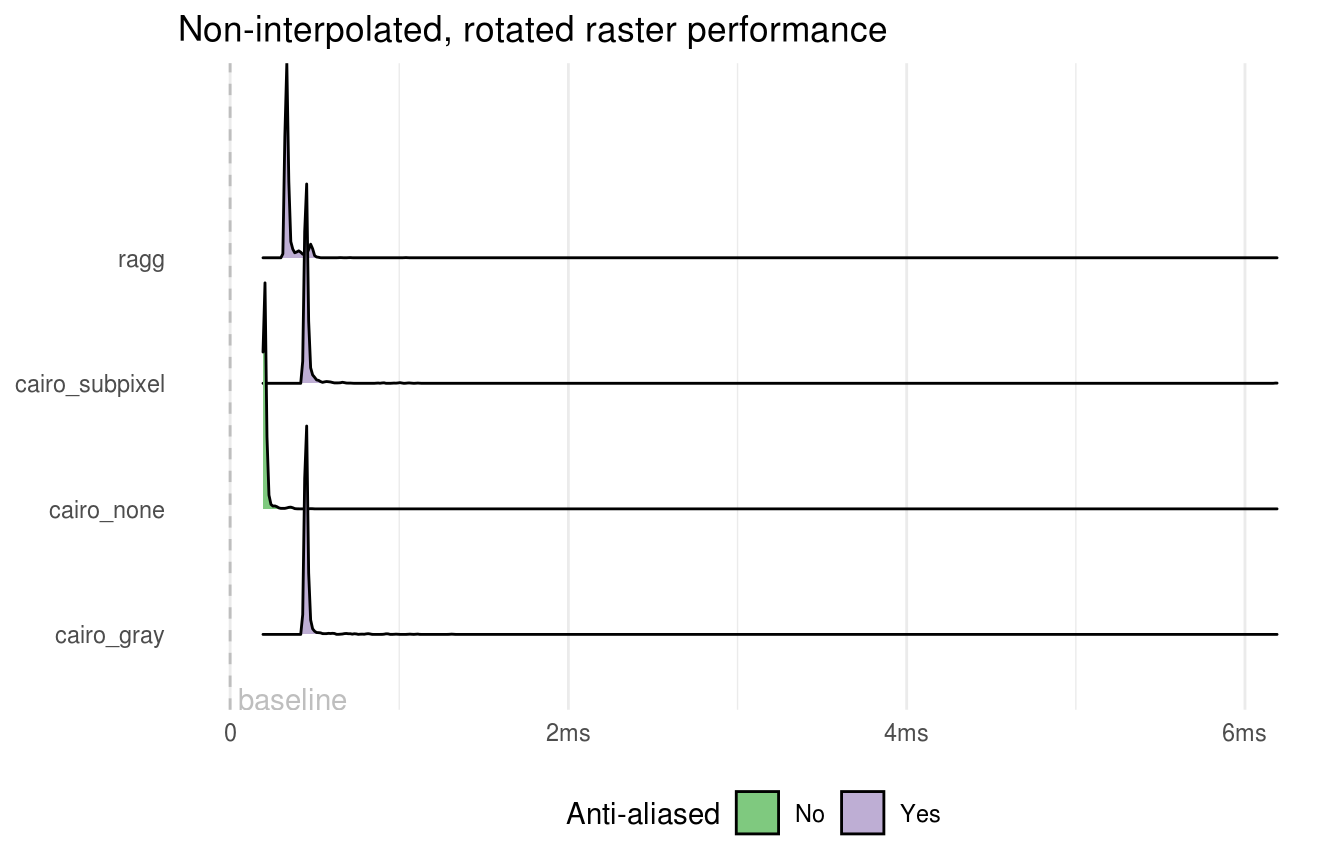 Non-interpolated, rotated raster performance
ragg
cairo_subpixel
cairo_none
cairo_gray
baseline
0 2ms 4ms 6ms
Anti-aliased No Yes